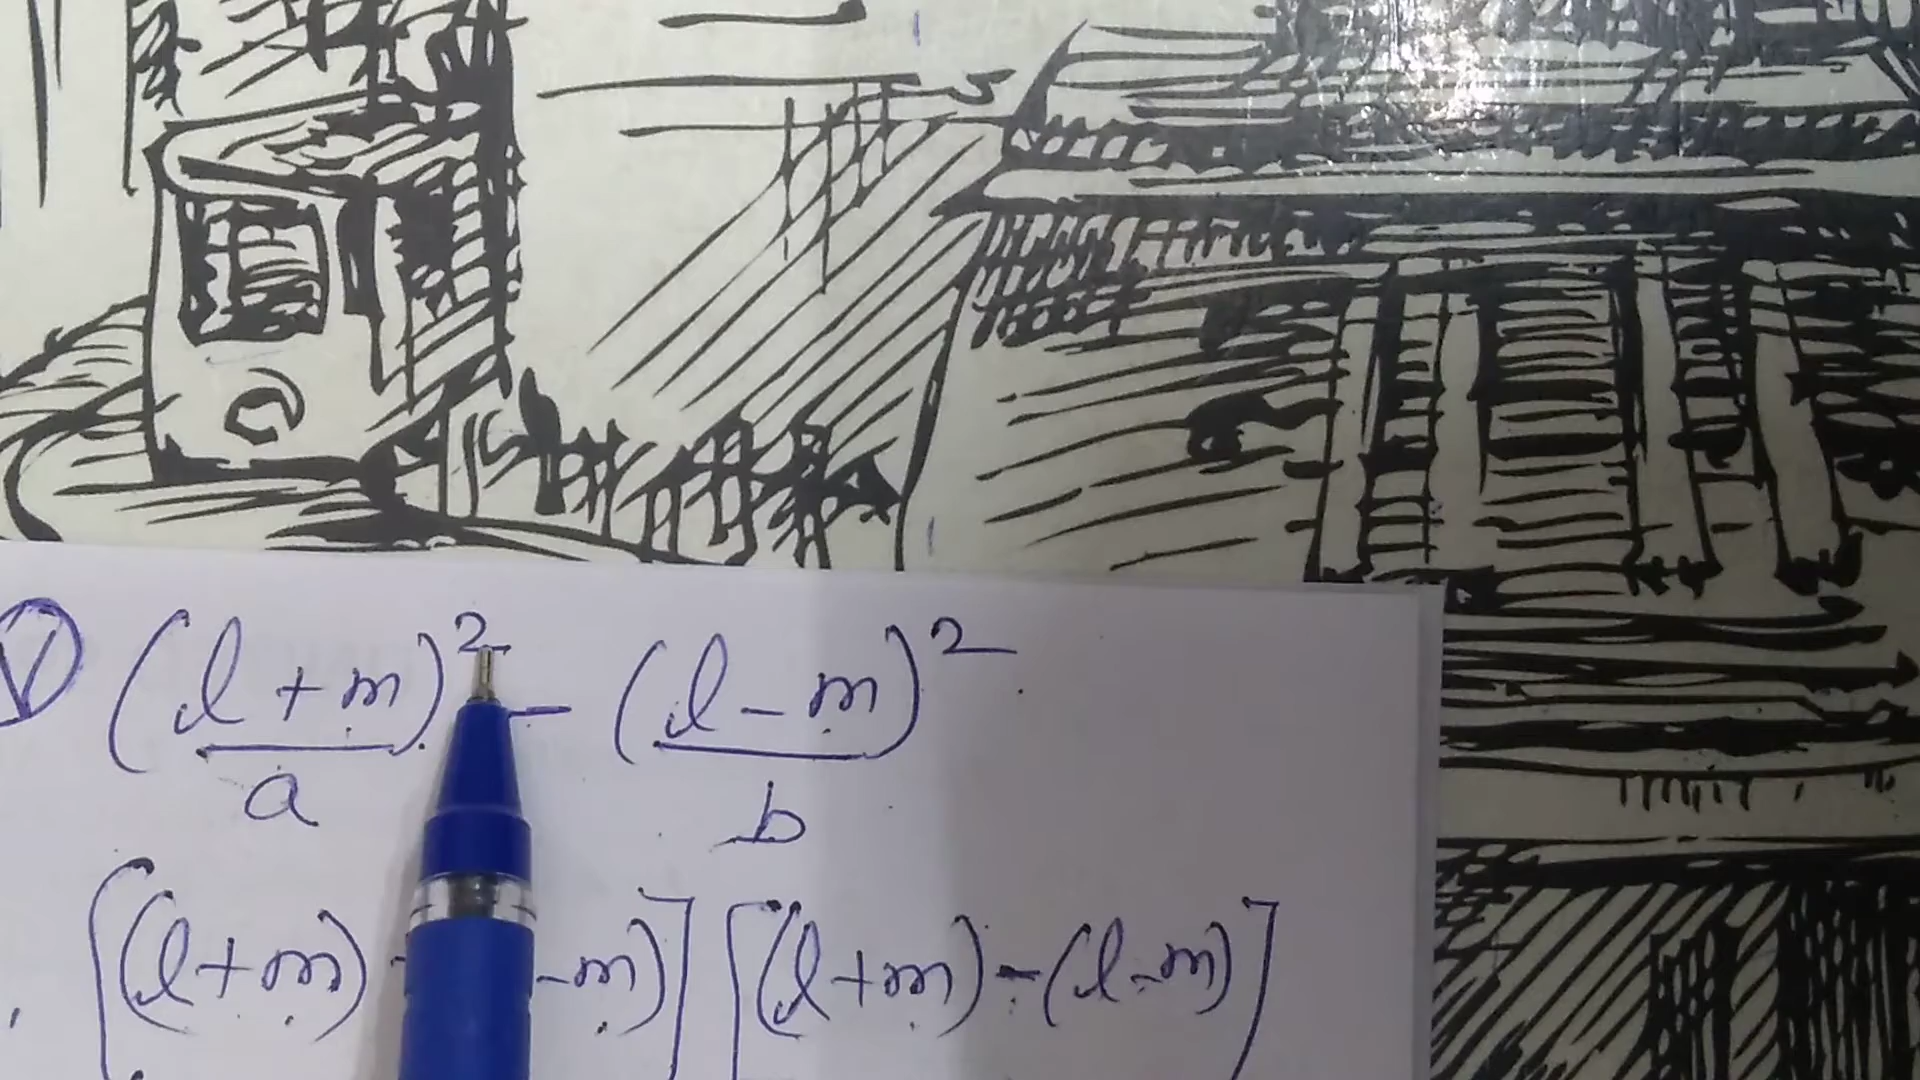 V (l + m)² - (l - m)²
a b
[(l + m) - m)] [(l + m) - (l - m)]